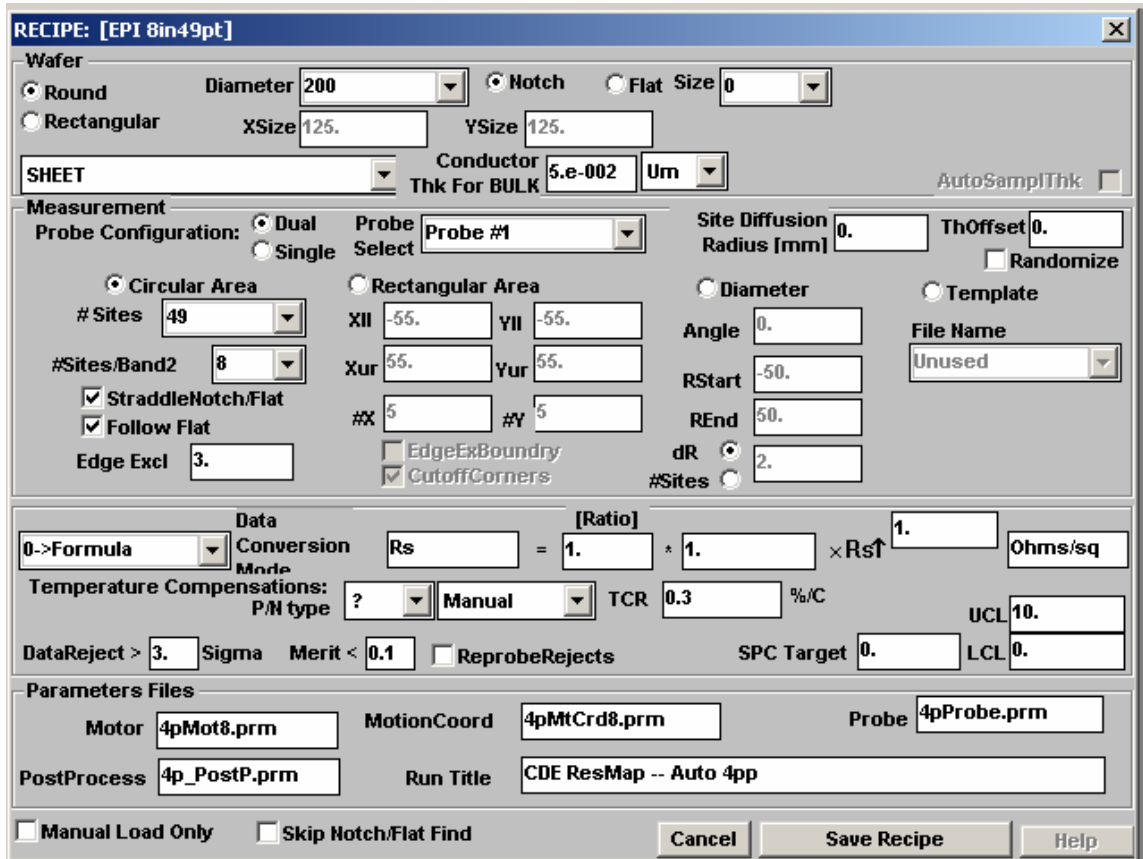 RECIPE: [EPI 8in49pt]
Wafer
Round Diameter 200 Notch Flat Size 0
Rectangular XSize 125. YSize 125.
SHEET Conductor Thk For BULK 5.e-002 Um AutoSamplThk
Measurement
Probe Configuration: Dual Single Probe Select Probe #1 Site Diffusion Radius [mm] 0. ThOffset 0.
Randomize
Circular Area Rectangular Area Diameter Template
# Sites 49 Xll -55. Yll -55. Angle 0. File Name
#Sites/Band2 8 Xur 55. Yur 55. RStart -50. Unused
StraddleNotch/Flat
Follow Flat #X 5 #Y 5 REnd 50.
Edge Excl 3. EdgeExBoundry dR 2.
CutoffCorners #Sites
0->Formula Data Conversion Mode Rs = [Ratio] 1. * 1. ×Rs↑ 1. Ohms/sq
Temperature Compensations:
P/N type ? Manual TCR 0.3 %/C UCL 10.
DataReject > 3. Sigma Merit < 0.1 ReprobeRejects SPC Target 0. LCL 0.
Parameters Files
Motor 4pMot8.prm MotionCoord 4pMtCrd8.prm Probe 4pProbe.prm
PostProcess 4p_PostP.prm Run Title CDE ResMap -- Auto 4pp
Manual Load Only Skip Notch/Flat Find Cancel Save Recipe Help